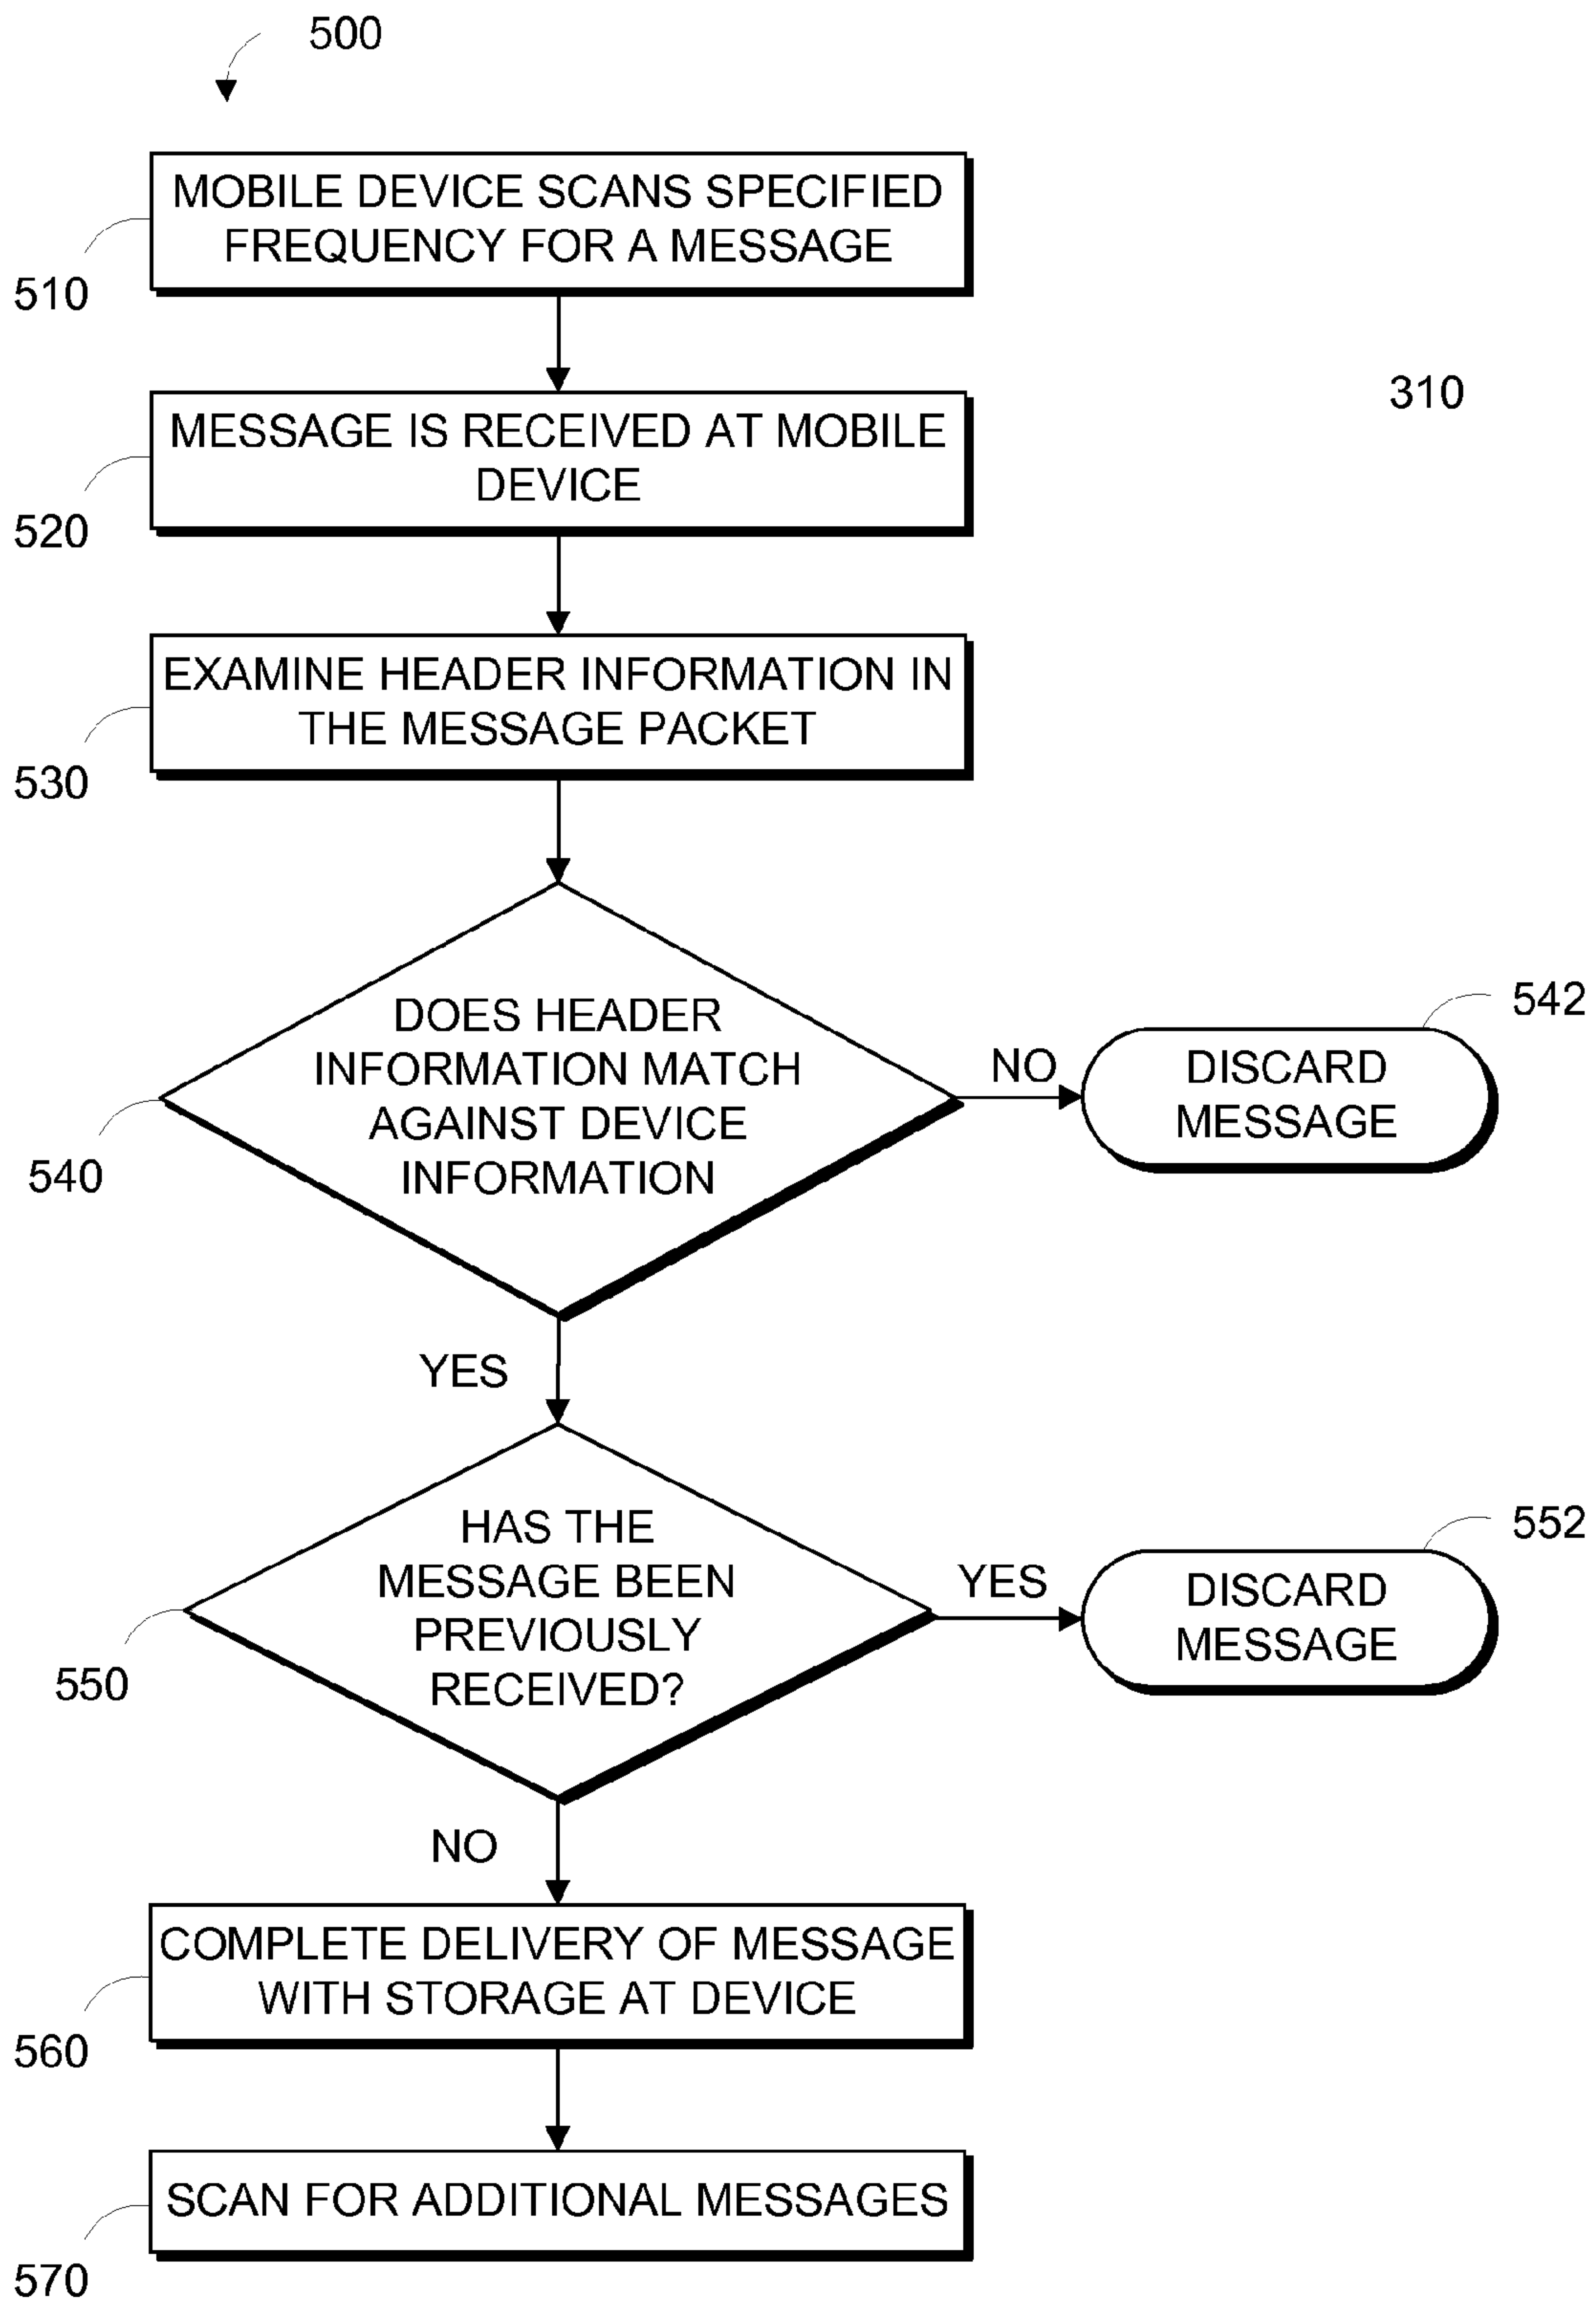 500
MOBILE DEVICE SCANS SPECIFIED
FREQUENCY FOR A MESSAGE
510
310
MESSAGE IS RECEIVED AT MOBILE
DEVICE
520
EXAMINE HEADER INFORMATION IN
THE MESSAGE PACKET
530
DOES HEADER
INFORMATION MATCH
AGAINST DEVICE
INFORMATION
540
NO
542
DISCARD
MESSAGE
YES
HAS THE
MESSAGE BEEN
PREVIOUSLY
RECEIVED?
550
YES
552
DISCARD
MESSAGE
NO
COMPLETE DELIVERY OF MESSAGE
WITH STORAGE AT DEVICE
560
SCAN FOR ADDITIONAL MESSAGES
570